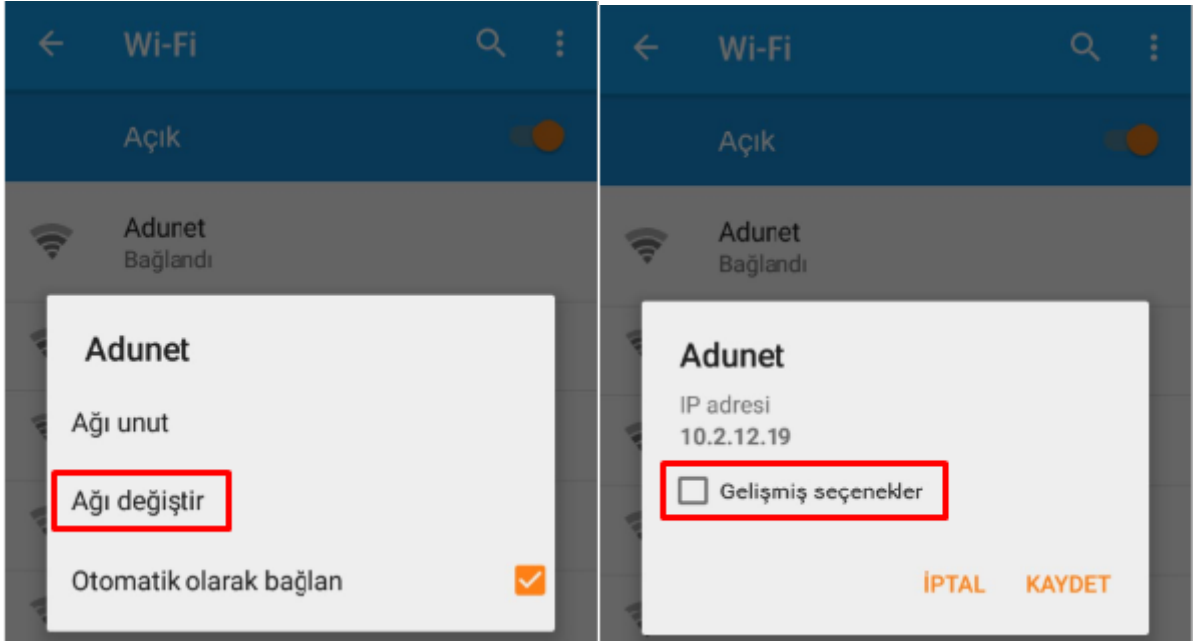 Wi-Fi
Açık
Adunet
Bağlandı
Adunet
Ağı unut
Ağı değiştir
Otomatik olarak bağlan
Wi-Fi
Açık
Adunet
Bağlandı
Adunet
IP adresi
10.2.12.19
Gelişmiş seçenekler
İPTAL KAYDET